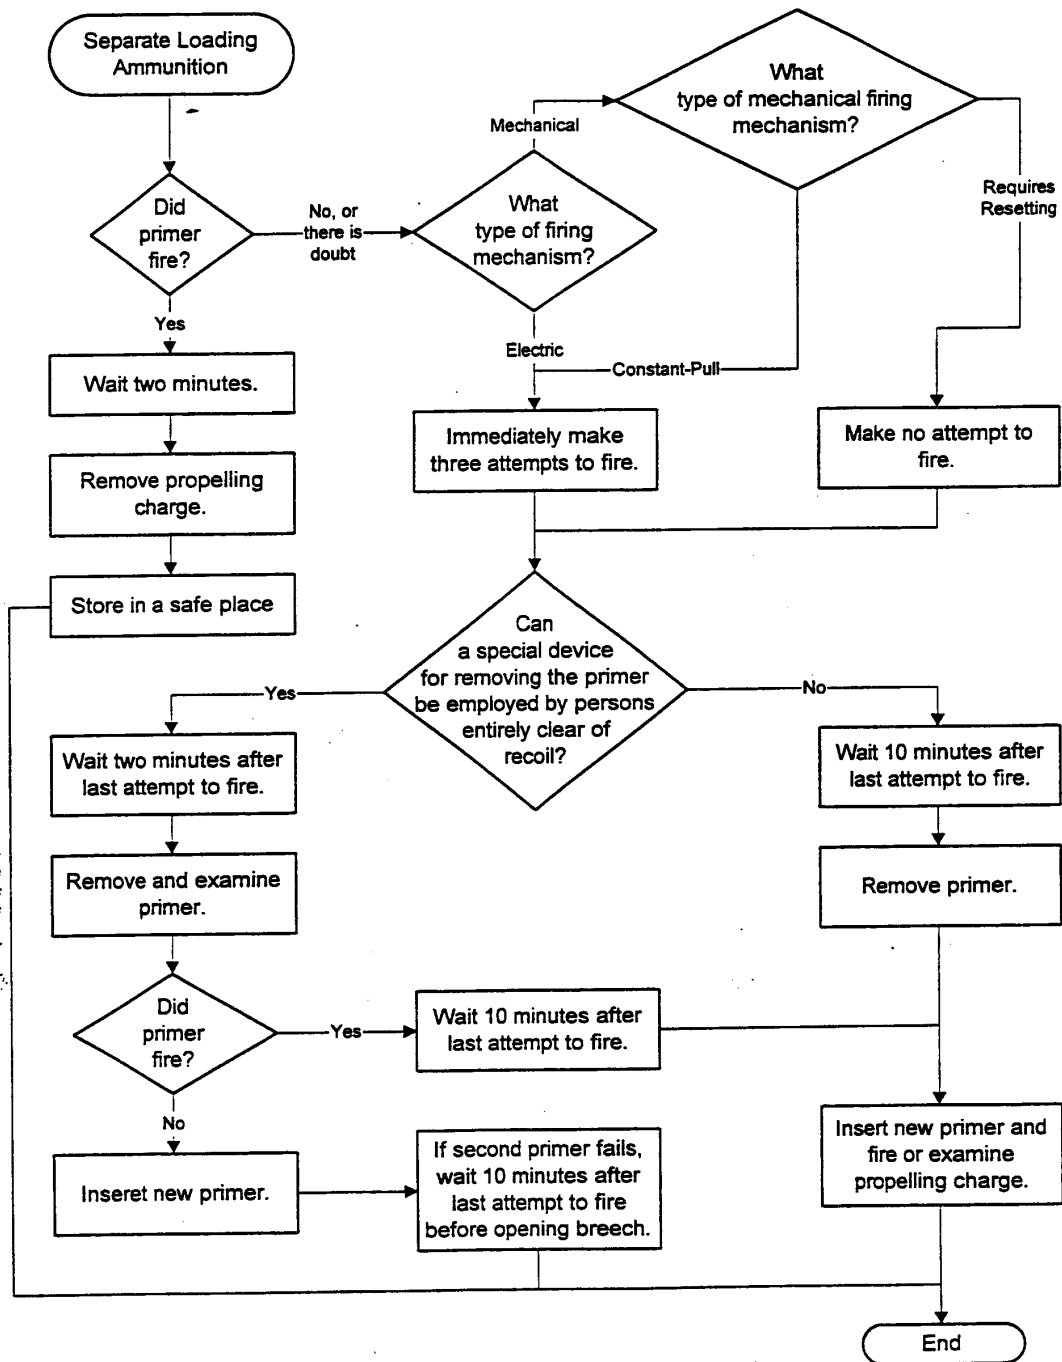 Separate Loading
Ammunition
Did
primer
fire?
No, or
there is
doubt
What
type of firing
mechanism?
Mechanical
What
type of mechanical firing
mechanism?
Requires
Resetting
Yes
Electric
Constant-Pull
Wait two minutes.
Remove propelling
charge.
Store in a safe place
Immediately make
three attempts to fire.
Make no attempt to
fire.
Can
a special device
for removing the primer
be employed by persons
entirely clear of
recoil?
Yes
No
Wait two minutes after
last attempt to fire.
Wait 10 minutes after
last attempt to fire.
Remove and examine
primer.
Remove primer.
Did
primer
fire?
Yes
Wait 10 minutes after
last attempt to fire.
No
Inseret new primer.
If second primer fails,
wait 10 minutes after
last attempt to fire
before opening breech.
Insert new primer and
fire or examine
propelling charge.
End